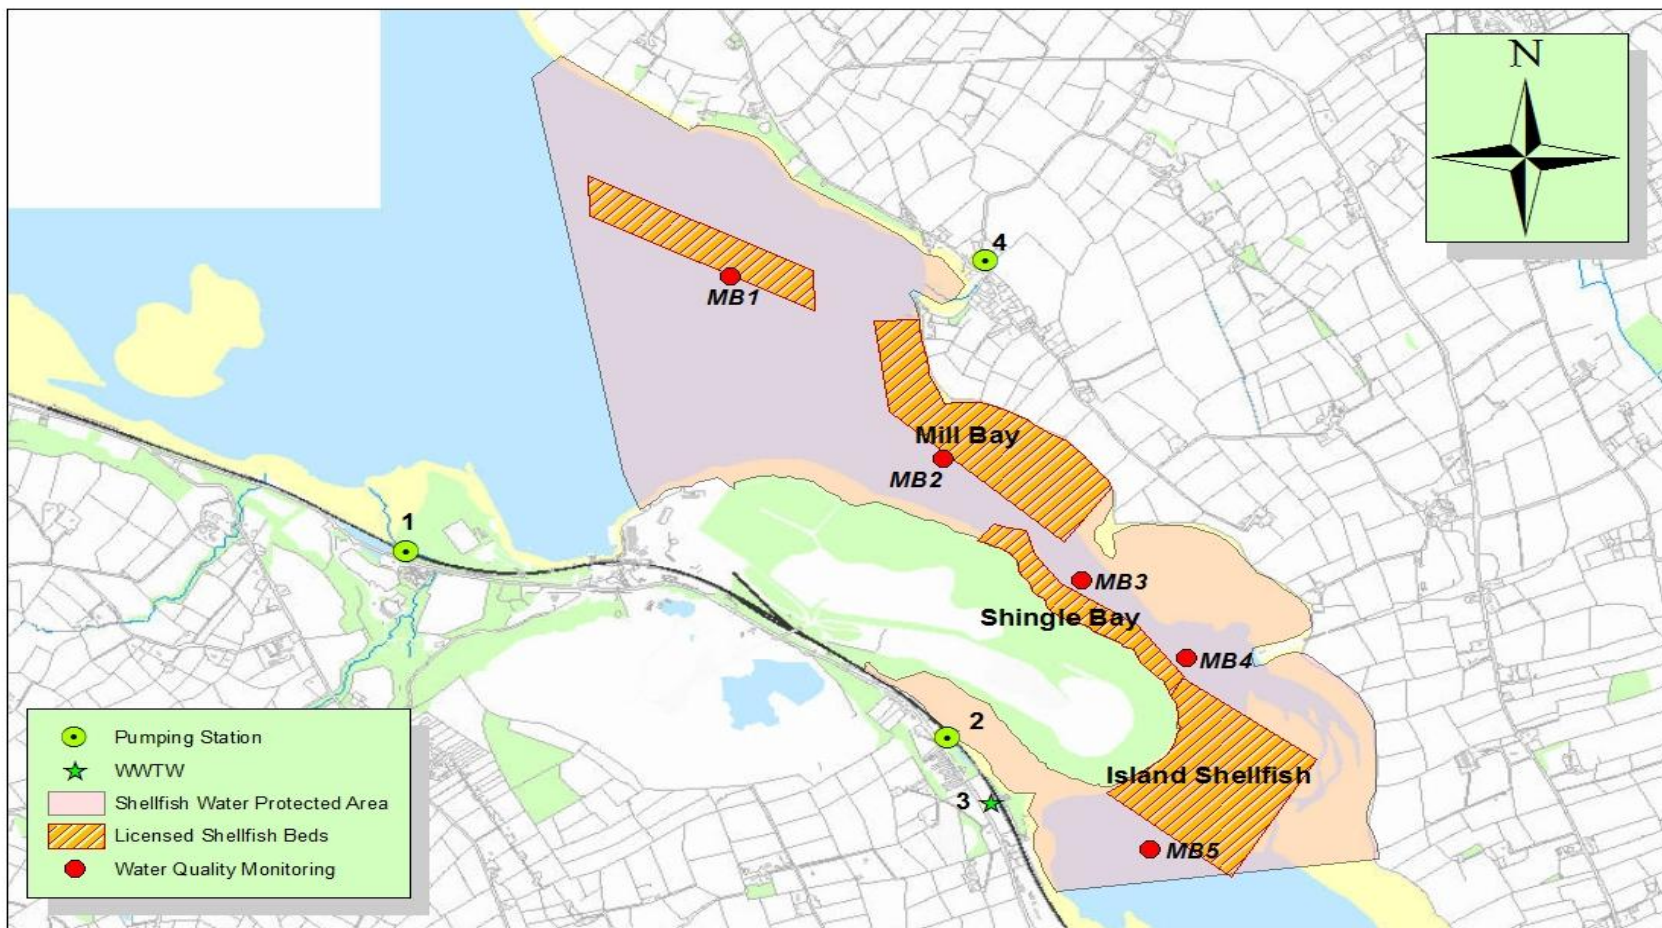 N
4
MB1
Mill Bay
MB2
1
MB3
Shingle Bay
MB4
2
Island Shellfish
3
MB5
Pumping Station
WWTW
Shellfish Water Protected Area
Licensed Shellfish Beds
Water Quality Monitoring